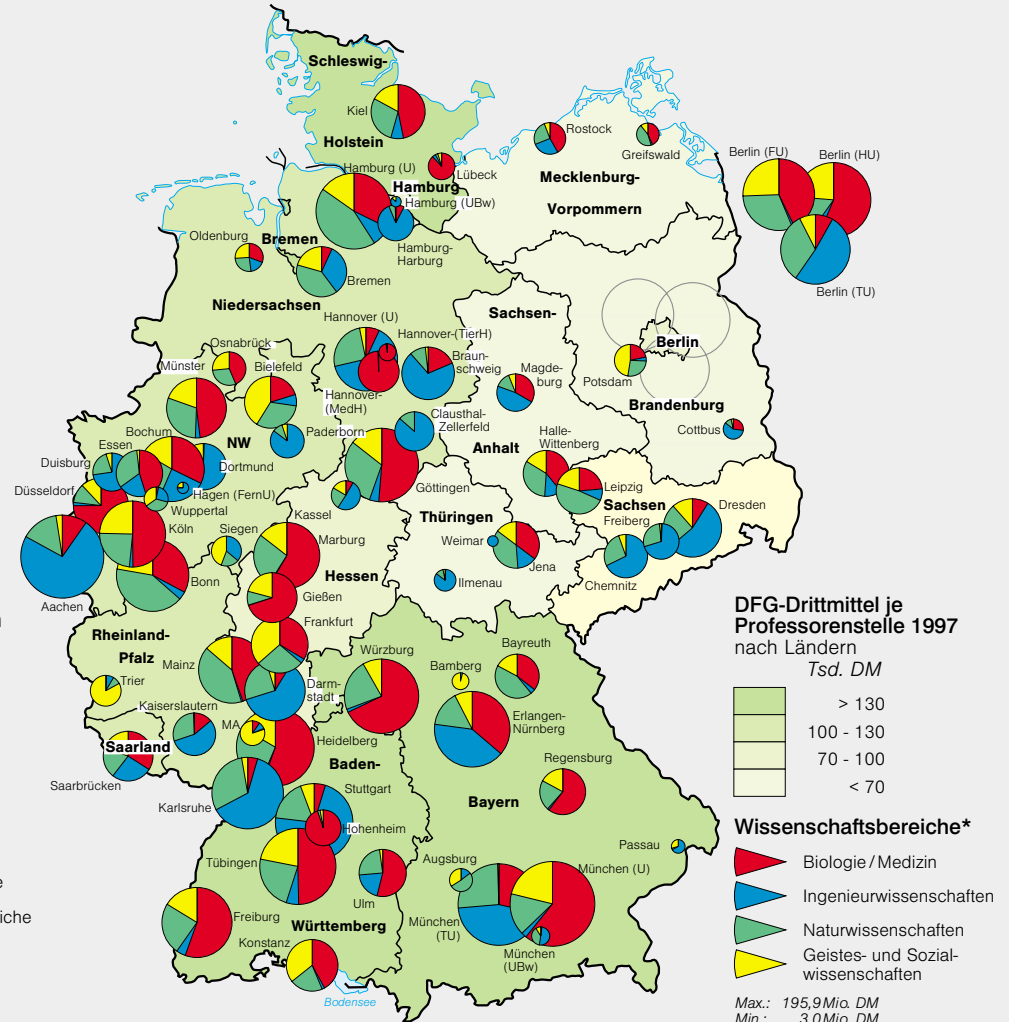 Schleswig-
Kiel
Holstein
Rostock
Greifswald
Berlin (FU)
Berlin (HU)
Berlin (TU)
Hamburg (U)
Lübeck
Hamburg
Hamburg (UBw)
Hamburg-
Harburg
Mecklenburg-
Vorpommern
Oldenburg
Bremen
Bremen
Niedersachsen
Sachsen-
Hannover (U)
Hannover-(TierH)
Braun-
schweig
Berlin
Osnabrück
Münster
Bielefeld
Hannover-
(MedH)
Magde-
burg
Potsdam
Brandenburg
Cottbus
Clausthal-
Zellerfeld
Paderborn
NW
Anhalt
Halle-
Wittenberg
Bochum
Essen
Duisburg
Dortmund
Düsseldorf
Hagen (FernU)
Wuppertal
Göttingen
Leipzig
Sachsen
Dresden
Freiberg
Chemnitz
Kassel
Thüringen
Köln
Siegen
Marburg
Weimar
Jena
Hessen
Ilmenau
Aachen
Bonn
Gießen
Frankfurt
n
Rheinland-
Pfalz
Mainz
Trier
Darm-
stadt
Würzburg
Bamberg
Bayreuth
Kaiserslautern
MA
Heidelberg
Erlangen-
Nürnberg
Saarland
Saarbrücken
Baden-
Karlsruhe
Stuttgart
Regensburg
Bayern
Hohenheim
Passau
Tübingen
Ulm
Augsburg
München (U)
e
iche
Freiburg
Württemberg
München
(TU)
Konstanz
München
(UBw)
Bodensee
DFG-Drittmittel je
Professorenstelle 1997
nach Ländern
Tsd. DM
> 130
100 - 130
70 - 100
< 70
Wissenschaftsbereiche*
Biologie / Medizin
Ingenieurwissenschaften
Naturwissenschaften
Geistes- und Sozial-
wissenschaften
Max.: 195,9 Mio. DM
Min.: 3,0 Mio. DM